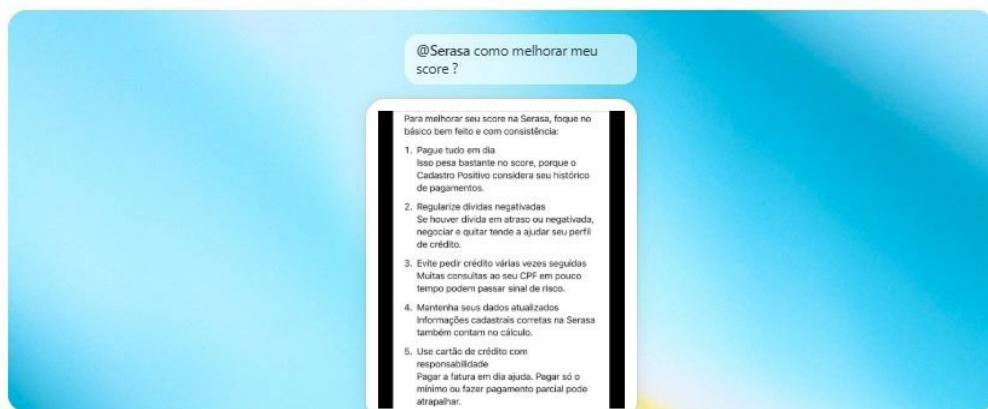 @Serasa como melhorar meu
score ?
Para melhorar seu score na Serasa, foque no
básico bem feito e com consistência:
1. Pague tudo em dia
Isso pesa bastante no score, porque o
Cadastro Positivo considera seu histórico
de pagamentos.
2. Regularize dívidas negativadas
Se houver dívida em atraso ou negativada,
negociar e quitar tende a ajudar seu perfil
de crédito.
3. Evite pedir crédito várias vezes seguidas
Muitas consultas ao seu CPF em pouco
tempo podem passar sinal de risco.
4. Mantenha seus dados atualizados
Informações cadastrais corretas na Serasa
também contam no cálculo.
5. Use cartão de crédito com
responsabilidade
Pagar a fatura em dia ajuda. Pagar só o
mínimo ou fazer pagamento parcial pode
atrapalhar.